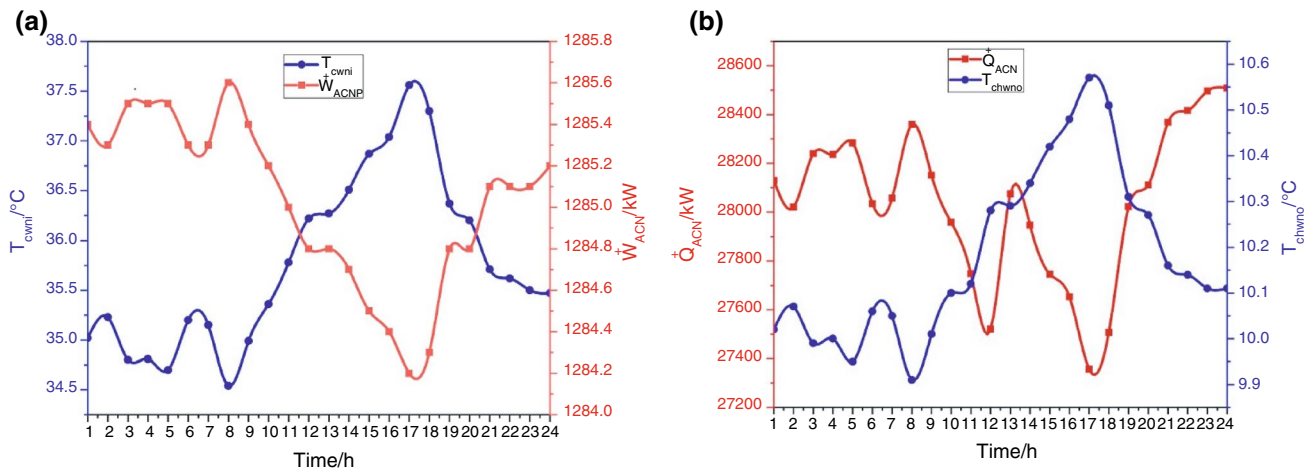 (a)
38.0
37.5
37.0
36.5
36.0
35.5
35.0
34.5
T_cwni/°C
T_cwni
Ẇ_ACNP
1285.8
1285.6
1285.4
1285.2
1285.0
1284.8
1284.6
1284.4
1284.2
1284.0
Ẇ_ACN/kW
1 2 3 4 5 6 7 8 9 10 11 12 13 14 15 16 17 18 19 20 21 22 23 24
Time/h
(b)
28600
28400
28200
28000
27800
27600
27400
27200
Q̇_ACN/kW
Q̇_ACN
T_chwno
10.6
10.5
10.4
10.3
10.2
10.1
10.0
9.9
T_chwno/°C
1 2 3 4 5 6 7 8 9 10 11 12 13 14 15 16 17 18 19 20 21 22 23 24
Time/h